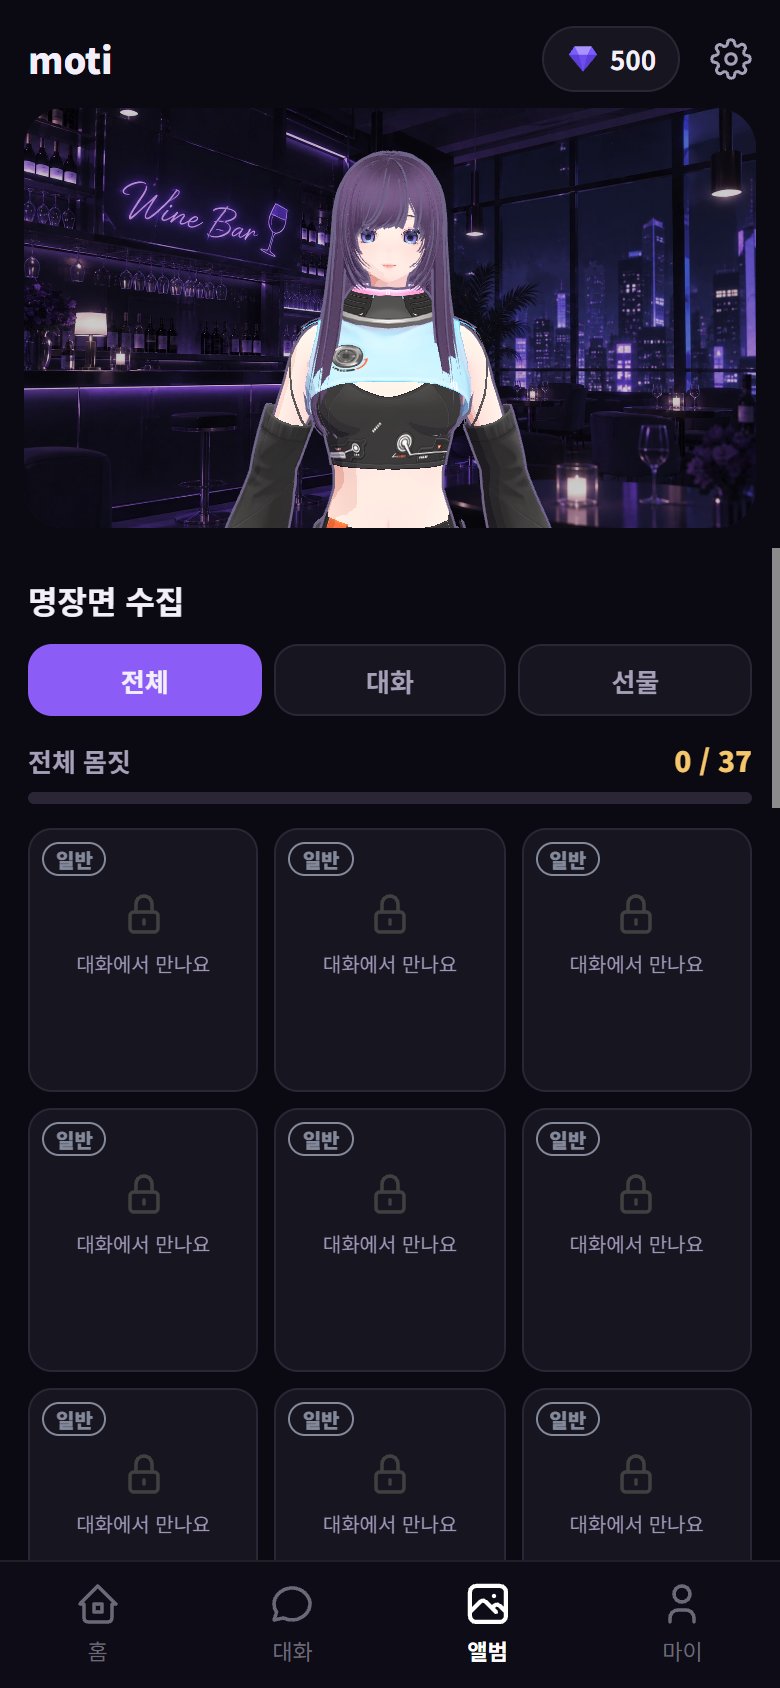 moti
500
Wine Bar
명장면 수집
전체 대화 선물
전체 몸짓 0 / 37
일반 일반 일반
대화에서 만나요 대화에서 만나요 대화에서 만나요
일반 일반 일반
대화에서 만나요 대화에서 만나요 대화에서 만나요
일반 일반 일반
대화에서 만나요 대화에서 만나요 대화에서 만나요
홈 대화 앨범 마이